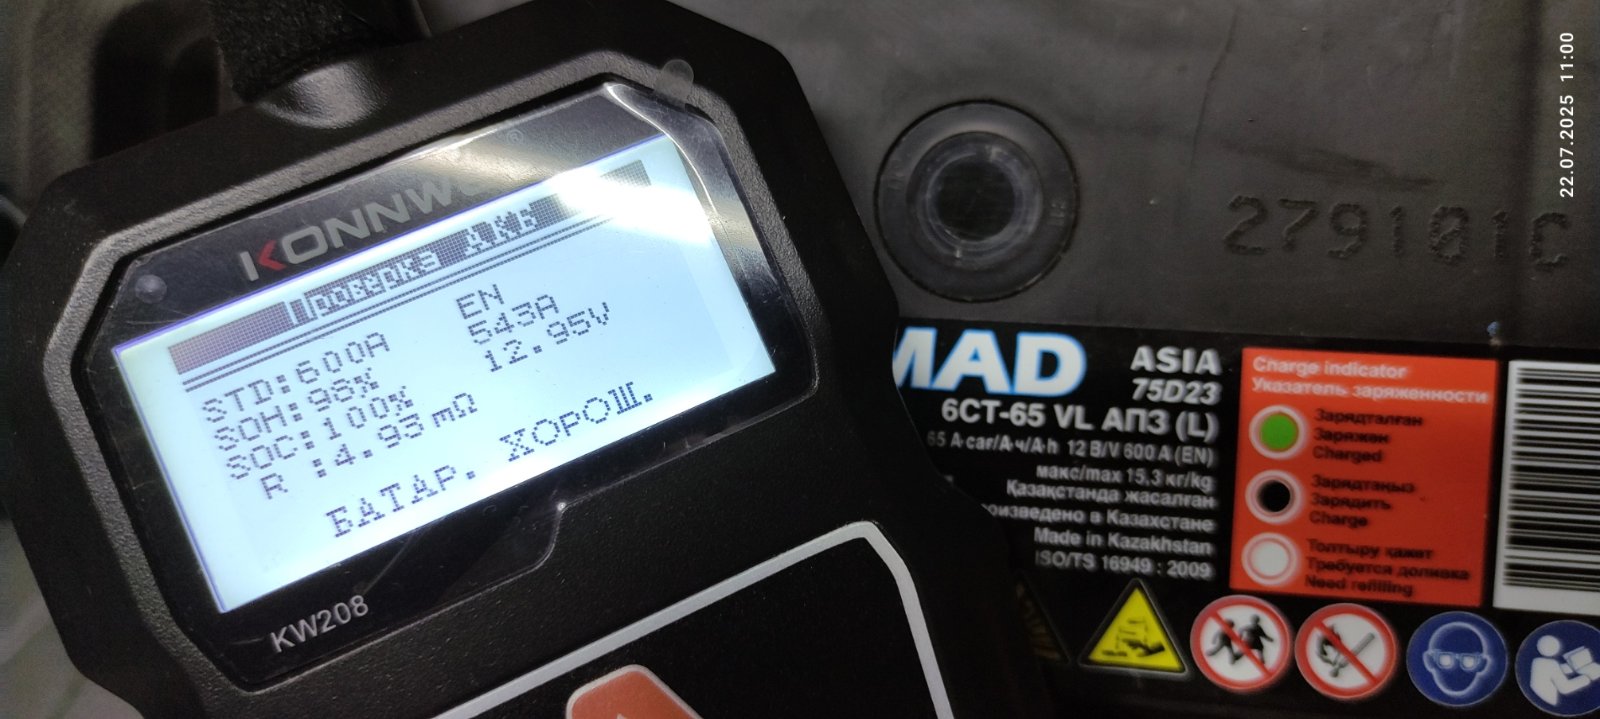 KONNW
Проверка АКБ
STD:600A EN
SOH:96% 543A
SOC:100% 12.95V
R :4.93mΩ
БАТАР. ХОРОШ.
KW208
279101C
MAD
ASIA
75D23
6CT-65 VL АПЗ (L)
65 А·сағ/А·ч/A·h 12 B/V 600 A (EN)
макс/max 15,3 кг/kg
Қазақстанда жасалған
оизведено в Казахстане
Made in Kazakhstan
ISO/TS 16949 : 2009
Charge indicator
Указатель заряженности
Зарядталған
Заряжен
Charged
Зарядтаңыз
Зарядить
Charge
Толтыру қажет
Требуется доливка
Need refilling
22.07.2025 11:00